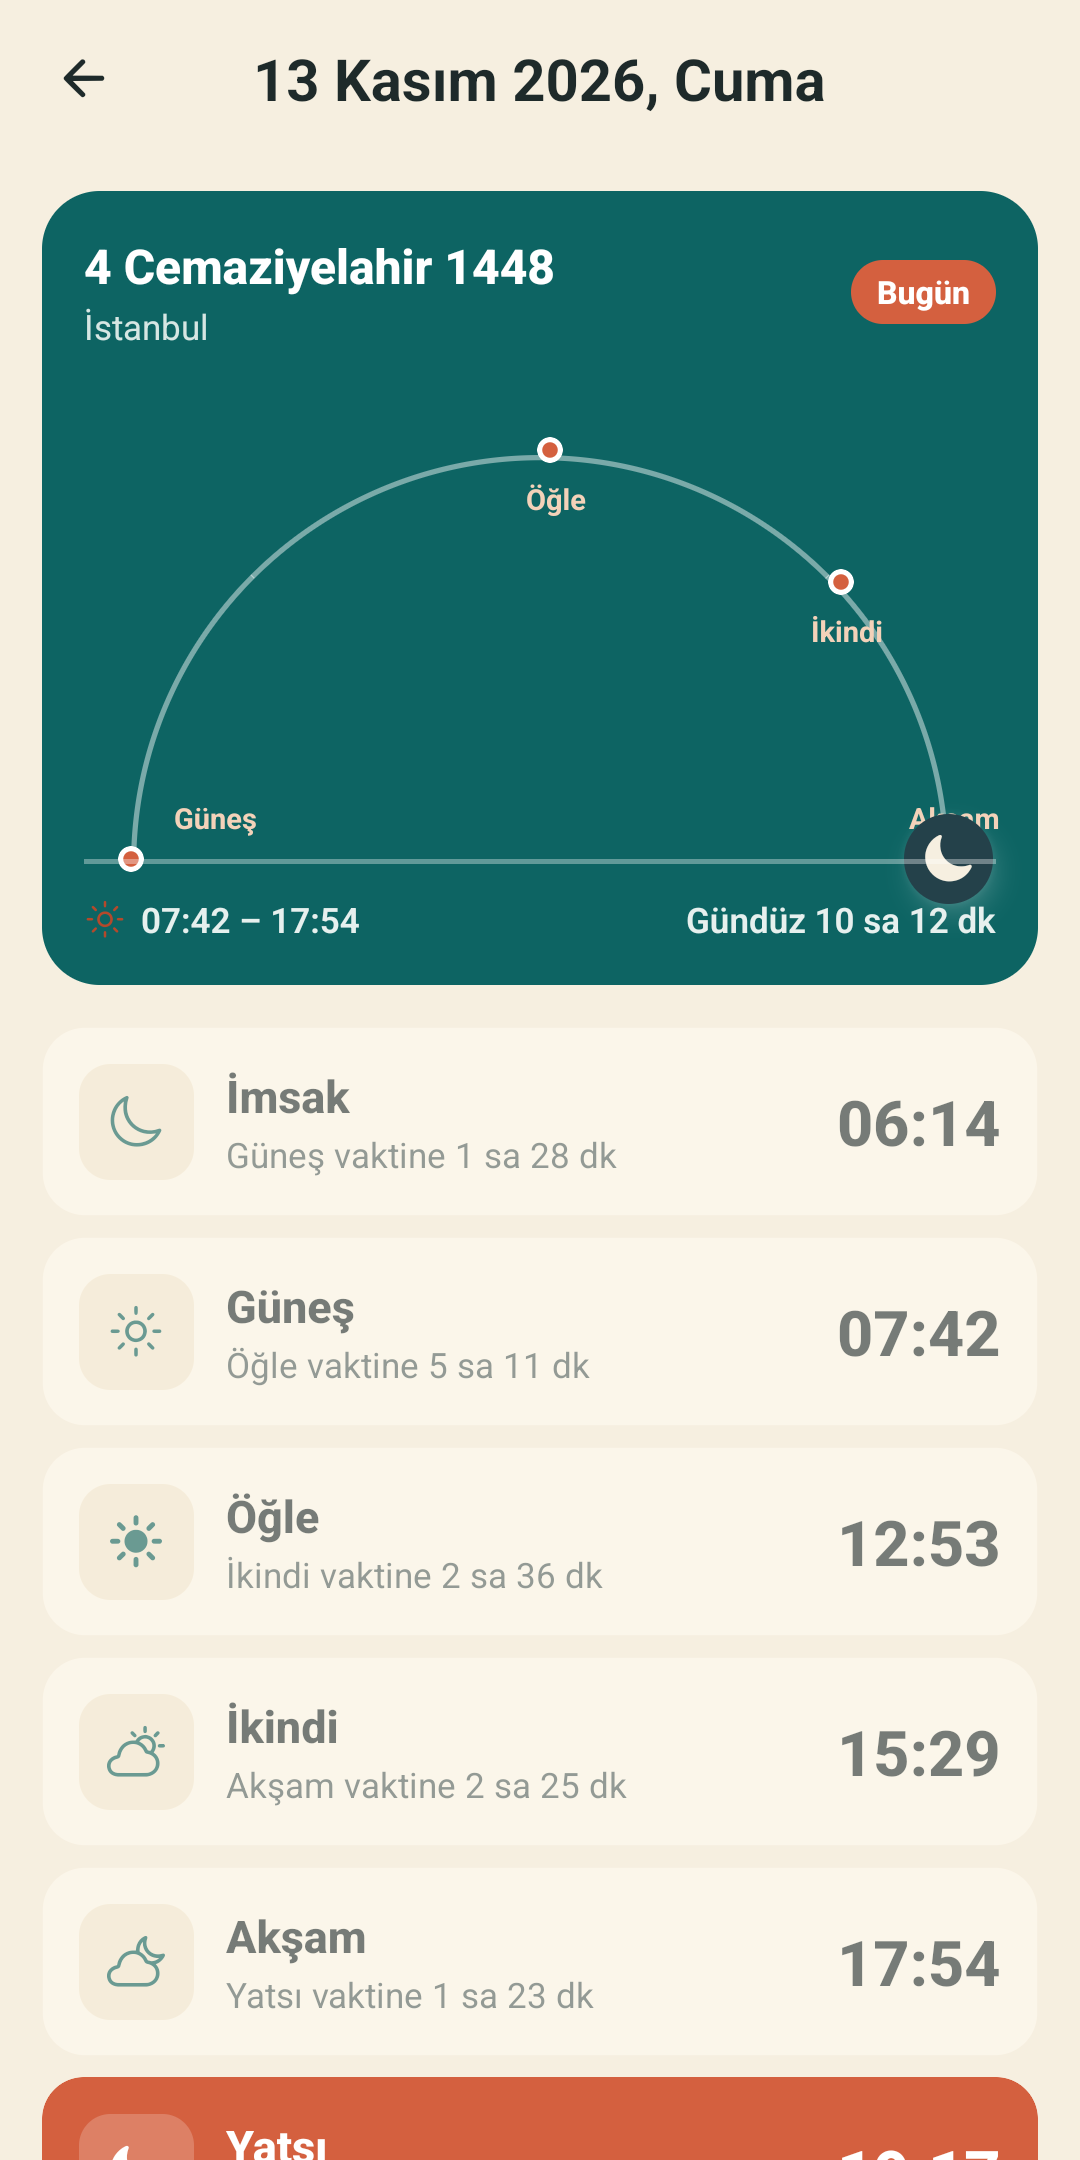 13 Kasım 2026, Cuma
4 Cemaziyelahir 1448
Bugün
İstanbul
Öğle
İkindi
Güneş
07:42 – 17:54
Gündüz 10 sa 12 dk
İmsak
Güneş vaktine 1 sa 28 dk
06:14
Güneş
Öğle vaktine 5 sa 11 dk
07:42
Öğle
İkindi vaktine 2 sa 36 dk
12:53
İkindi
Akşam vaktine 2 sa 25 dk
15:29
Akşam
Yatsı vaktine 1 sa 23 dk
17:54
Yatsı